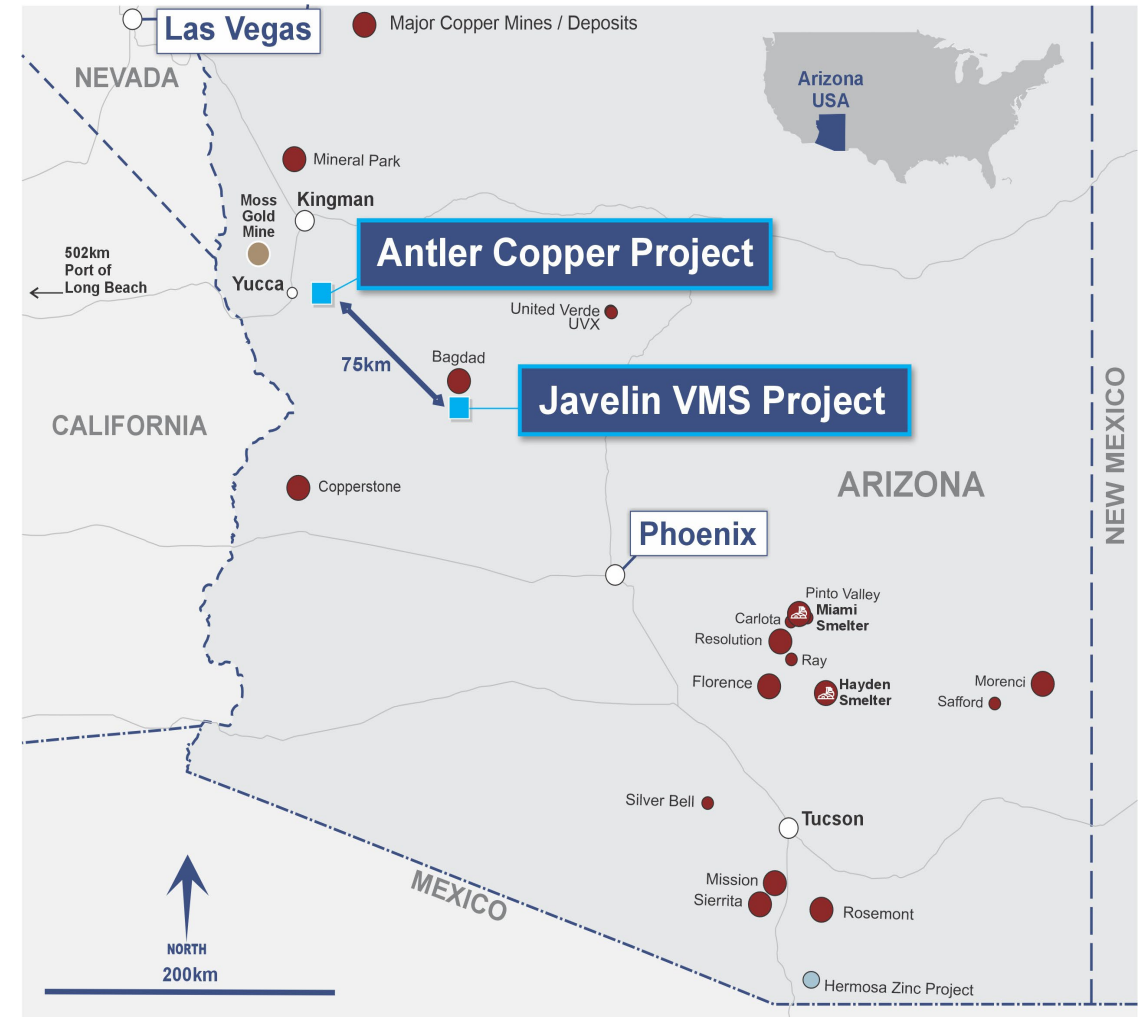 Las Vegas
Major Copper Mines / Deposits
NEVADA
Arizona
USA
Mineral Park
Moss
Gold
Mine
Kingman
Antler Copper Project
502km
Port of
Long Beach
Yucca
United Verde
UVX
75km
Bagdad
Javelin VMS Project
CALIFORNIA
NEW MEXICO
Copperstone
ARIZONA
Phoenix
Pinto Valley
Miami
Smelter
Carlota
Resolution
Ray
Florence
Hayden
Smelter
Morenci
Safford
Silver Bell
Tucson
MEXICO
Mission
Sierrita
Rosemont
NORTH
200km
Hermosa Zinc Project